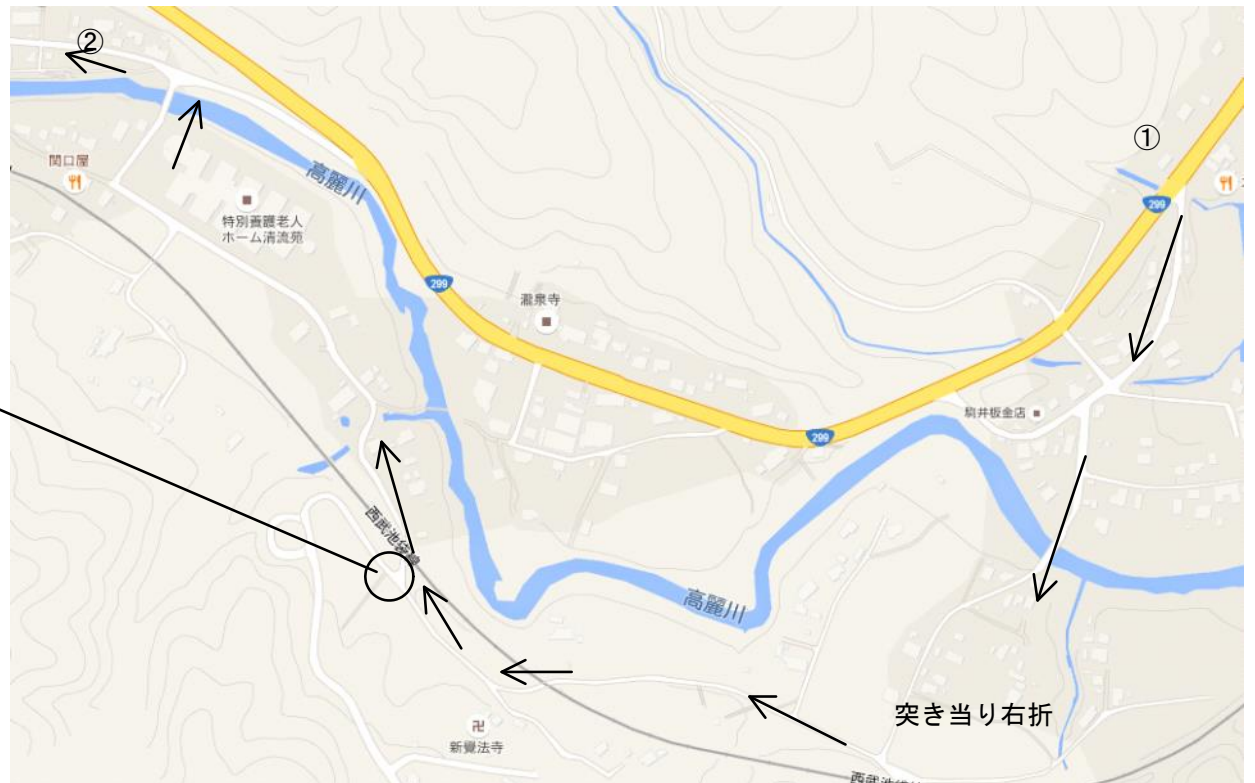 ②
①
関口屋
高麗川
299
特別養護老人
ホーム清流苑
299
瀧泉寺
駒井板金店
299
西武池袋線
高麗川
突き当り右折
卍
新覺法寺
西武池袋